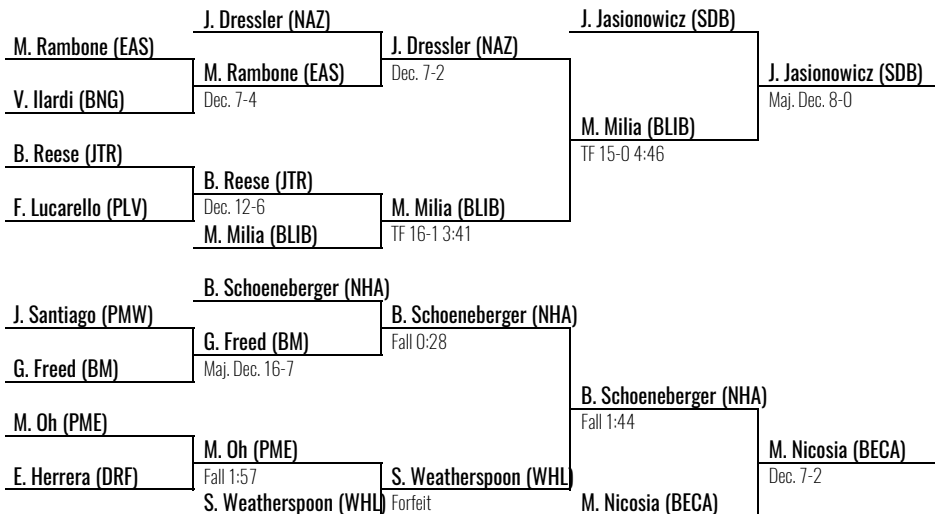 J. Dressler (NAZ)
J. Jasionowicz (SDB)
M. Rambone (EAS)
J. Dressler (NAZ)
M. Rambone (EAS)
Dec. 7-2
J. Jasionowicz (SDB)
V. Ilardi (BNG)
Dec. 7-4
Maj. Dec. 8-0
M. Milia (BLIB)
B. Reese (JTR)
TF 15-0 4:46
B. Reese (JTR)
F. Lucarello (PLV)
Dec. 12-6
M. Milia (BLIB)
M. Milia (BLIB)
TF 16-1 3:41
B. Schoeneberger (NHA)
J. Santiago (PMW)
B. Schoeneberger (NHA)
G. Freed (BM)
Fall 0:28
G. Freed (BM)
Maj. Dec. 16-7
B. Schoeneberger (NHA)
M. Oh (PME)
Fall 1:44
M. Oh (PME)
M. Nicosia (BECA)
E. Herrera (DRF)
Fall 1:57
S. Weatherspoon (WHL)
Dec. 7-2
S. Weatherspoon (WHL)
Forfeit
M. Nicosia (BECA)